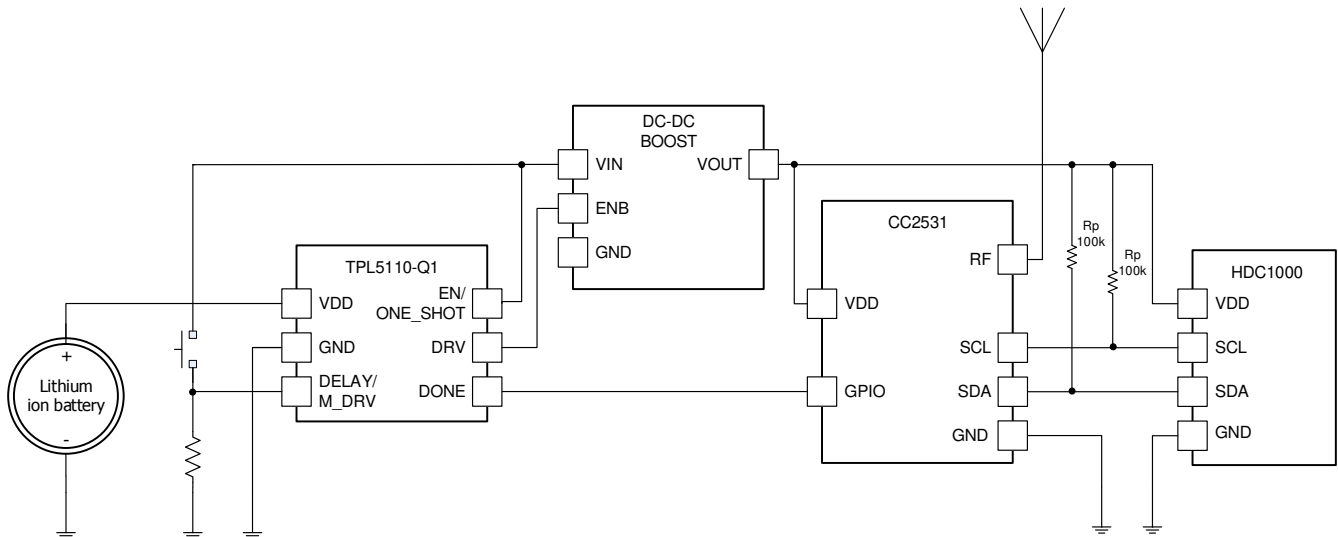 DC-DC
BOOST
VIN
VOUT
ENB
GND
CC2531
RF
VDD
SCL
GPIO
SDA
GND
Rp
100k
Rp
100k
HDC1000
VDD
SCL
SDA
GND
TPL5110-Q1
VDD
EN/
ONE_SHOT
GND
DRV
DELAY/
M_DRV
DONE
+
Lithium
ion battery
-